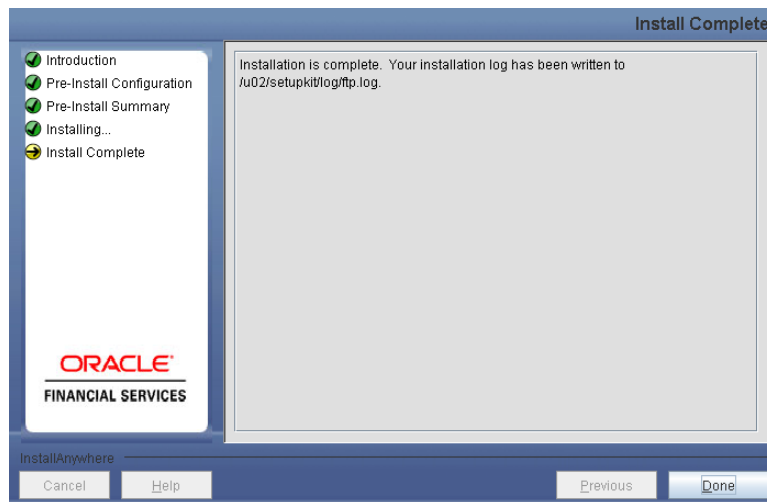 Install Complete
Introduction
Pre-Install Configuration
Pre-Install Summary
Installing...
Install Complete
Installation is complete. Your installation log has been written to
/u02/setupkit/log/ftp.log.
ORACLE
FINANCIAL SERVICES
InstallAnywhere
Cancel
Help
Previous
Done